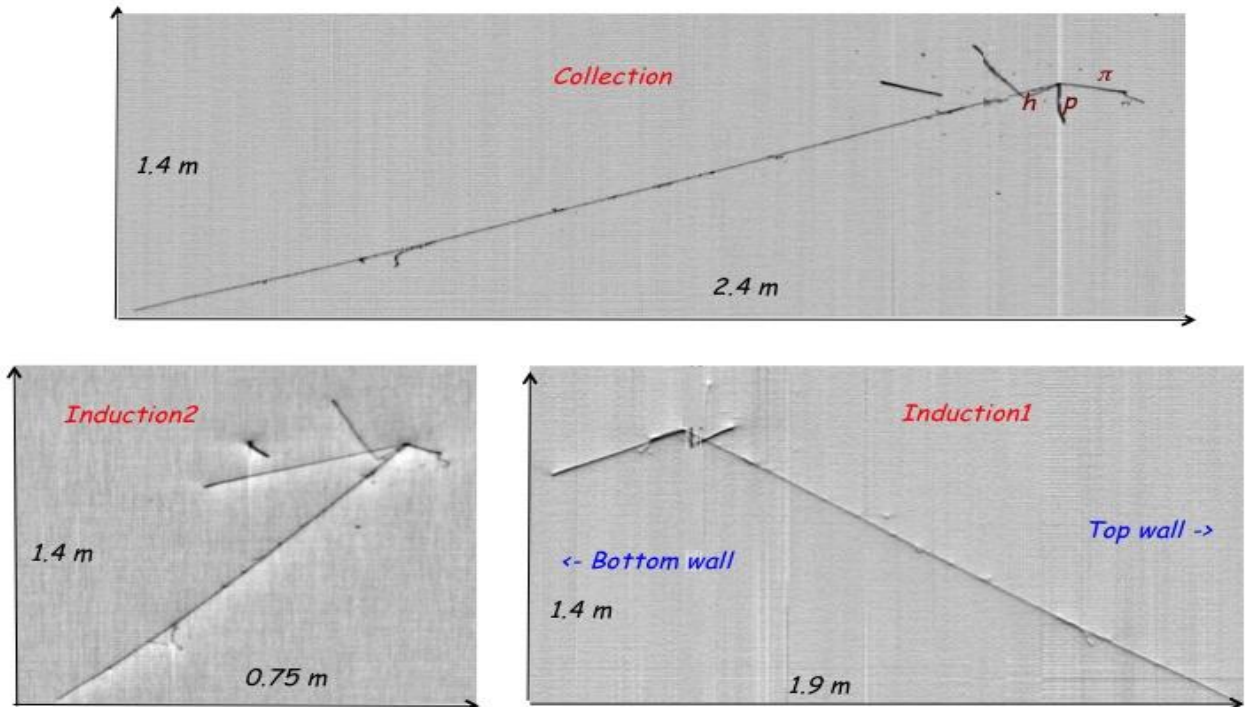 Collection
π
h
p
1.4 m
2.4 m
Induction2
1.4 m
0.75 m
Induction1
Top wall ->
<- Bottom wall
1.4 m
1.9 m